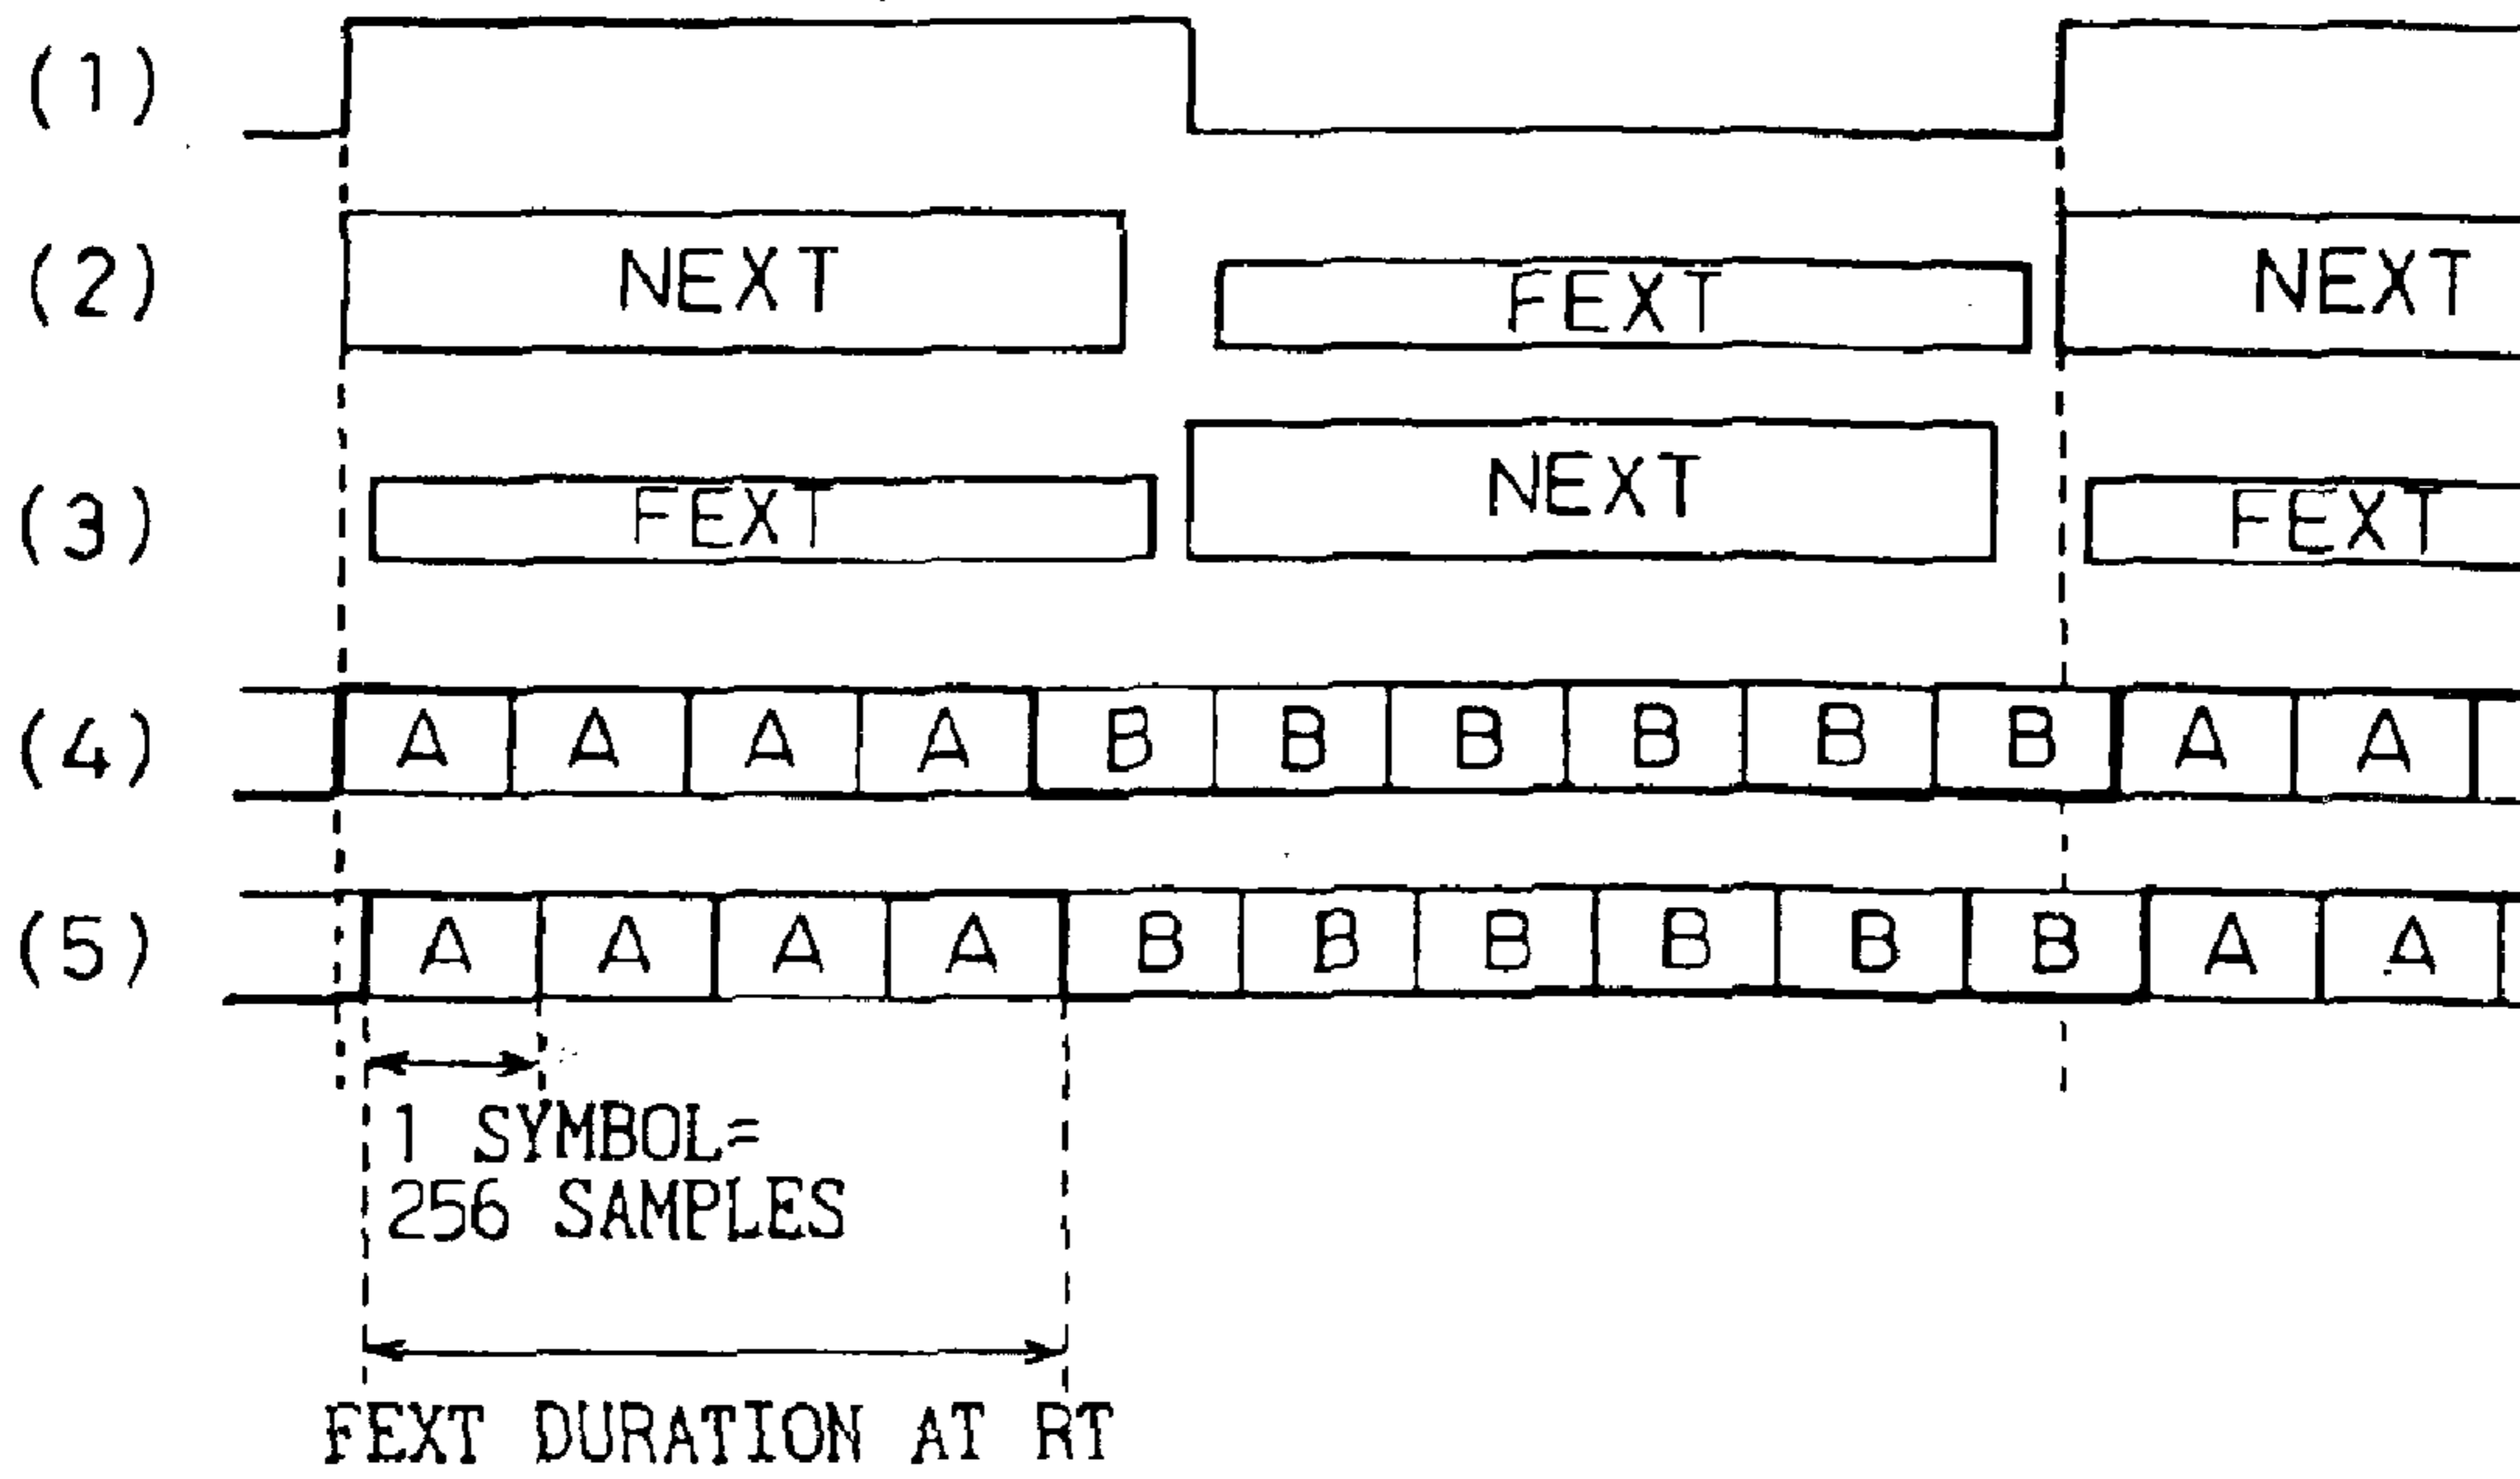 (1)
(2) NEXT FEXT NEXT
(3) FEXT NEXT FEXT
(4) A A A A B B B B B B A A
(5) A A A A B B B B B B A A
1 SYMBOL=
256 SAMPLES
FEXT DURATION AT RT